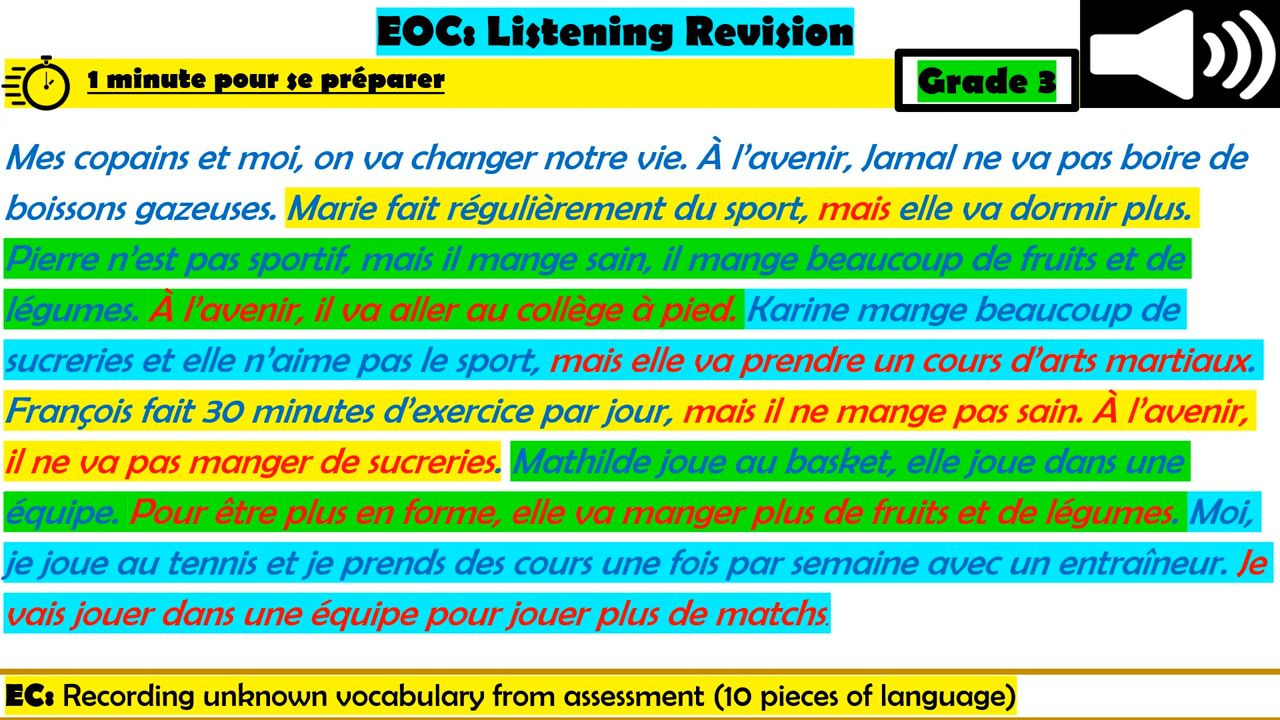 EOC: Listening Revision
1 minute pour se préparer
Grade 3
Mes copains et moi, on va changer notre vie. À l'avenir, Jamal ne va pas boire de
boissons gazeuses. Marie fait régulièrement du sport, mais elle va dormir plus.
Pierre n'est pas sportif, mais il mange sain, il mange beaucoup de fruits et de
légumes. À l'avenir, il va aller au collège à pied. Karine mange beaucoup de
sucreries et elle n'aime pas le sport, mais elle va prendre un cours d'arts martiaux.
François fait 30 minutes d'exercice par jour, mais il ne mange pas sain. À l'avenir,
il ne va pas manger de sucreries. Mathilde joue au basket, elle joue dans une
équipe. Pour être plus en forme, elle va manger plus de fruits et de légumes. Moi,
je joue au tennis et je prends des cours une fois par semaine avec un entraîneur. Je
vais jouer dans une équipe pour jouer plus de matchs.
EC: Recording unknown vocabulary from assessment (10 pieces of language)